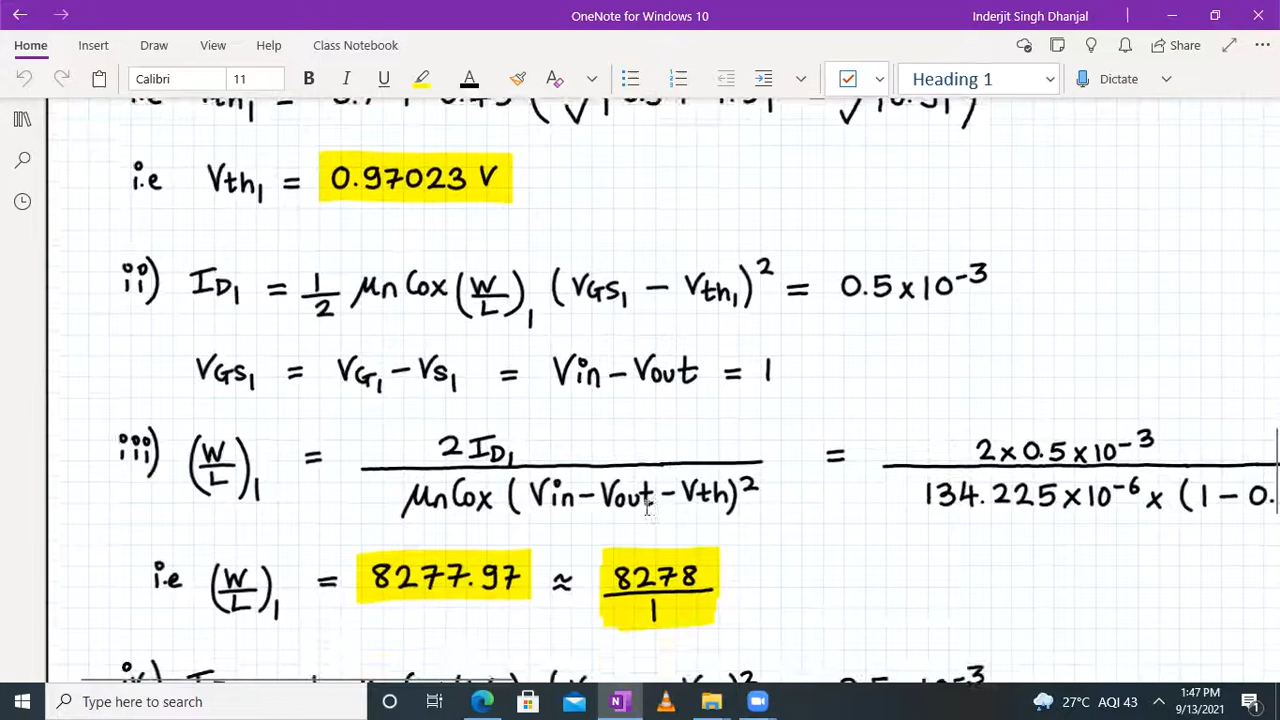 OneNote for Windows 10
Inderjit Singh Dhanjal
Home Insert Draw View Help Class Notebook Share
Calibri 11 B I U A Heading 1 Dictate
i.e Vth1 = 0.97023 V
ii) ID1 = 1/2 μn Cox (W/L)1 (VGS1 − Vth1)² = 0.5 x 10⁻³
VGS1 = VG1 − VS1 = Vin − Vout = 1
iii) (W/L)1 = 2 ID1 / μn Cox (Vin − Vout − Vth)² = 2 x 0.5 x 10⁻³ / 134.225 x 10⁻⁶ x (1 − 0.
i.e (W/L)1 = 8277.97 ≈ 8278/1
Type here to search
27°C AQI 43
1:47 PM
9/13/2021